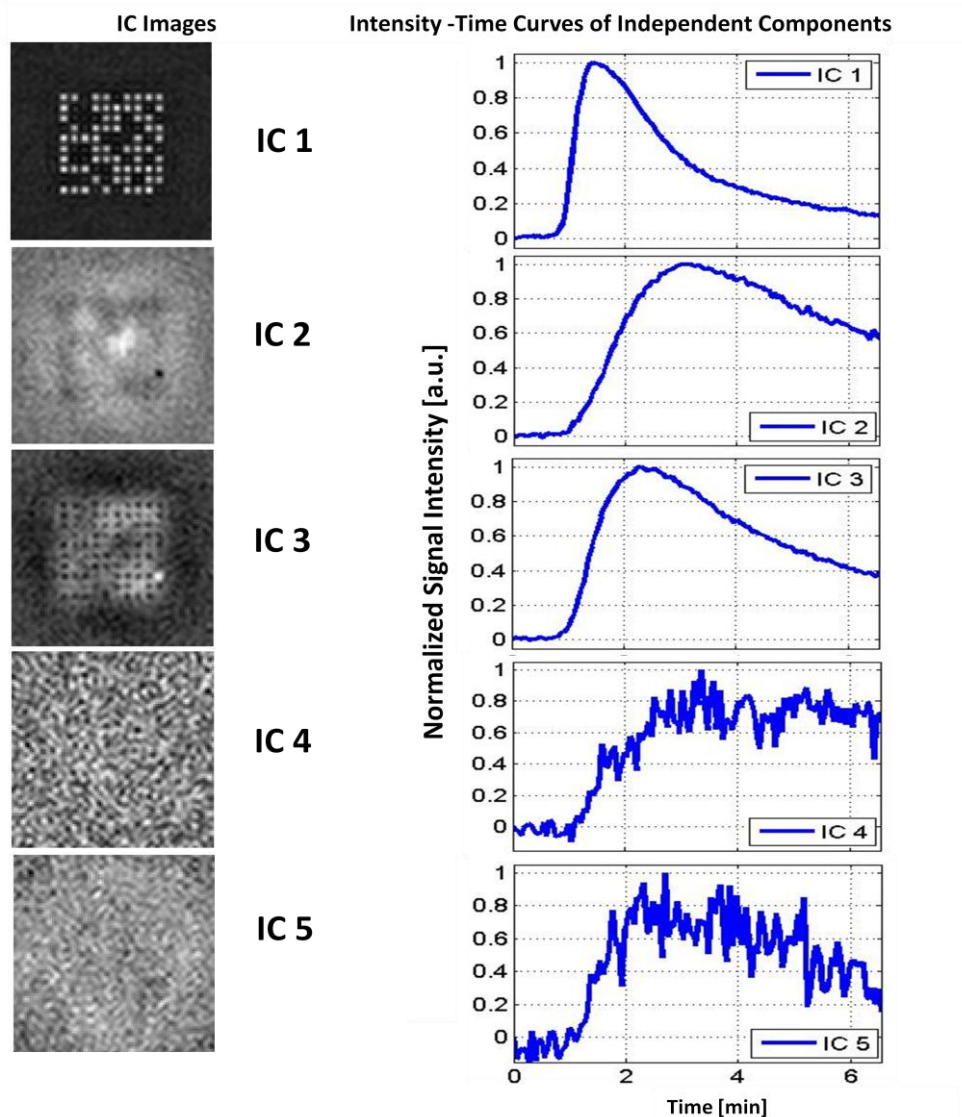 IC Images
Intensity -Time Curves of Independent Components
IC 1
1
0.8
0.6
0.4
0.2
0
IC 1
IC 2
1
0.8
0.6
0.4
0.2
0
IC 2
Normalized Signal Intensity [a.u.]
IC 3
1
0.8
0.6
0.4
0.2
0
IC 3
IC 4
1
0.8
0.6
0.4
0.2
0
IC 4
IC 5
1
0.8
0.6
0.4
0.2
0
IC 5
0 2 4 6
Time [min]